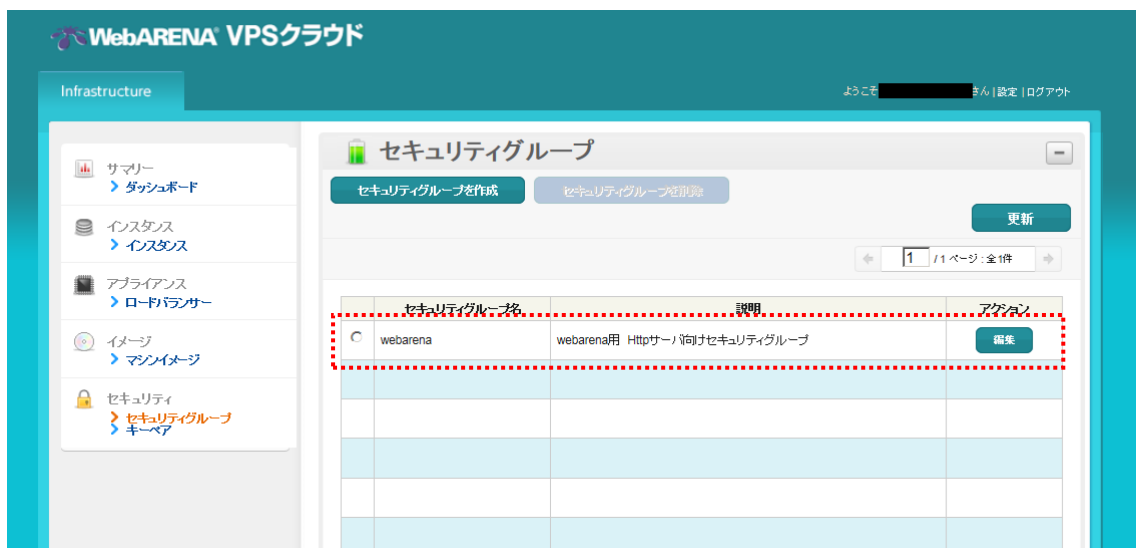 WebARENA VPSクラウド
Infrastructure
ようこそ さん | 設定 | ログアウト
サマリー
ダッシュボード
インスタンス
インスタンス
アプライアンス
ロードバランサー
イメージ
マシンイメージ
セキュリティ
セキュリティグループ
キーペア
セキュリティグループ
セキュリティグループを作成 セキュリティグループを削除
更新
1 / 1 ページ : 全1件
セキュリティグループ名 説明 アクション
webarena webarena用 Httpサーバ向けセキュリティグループ 編集